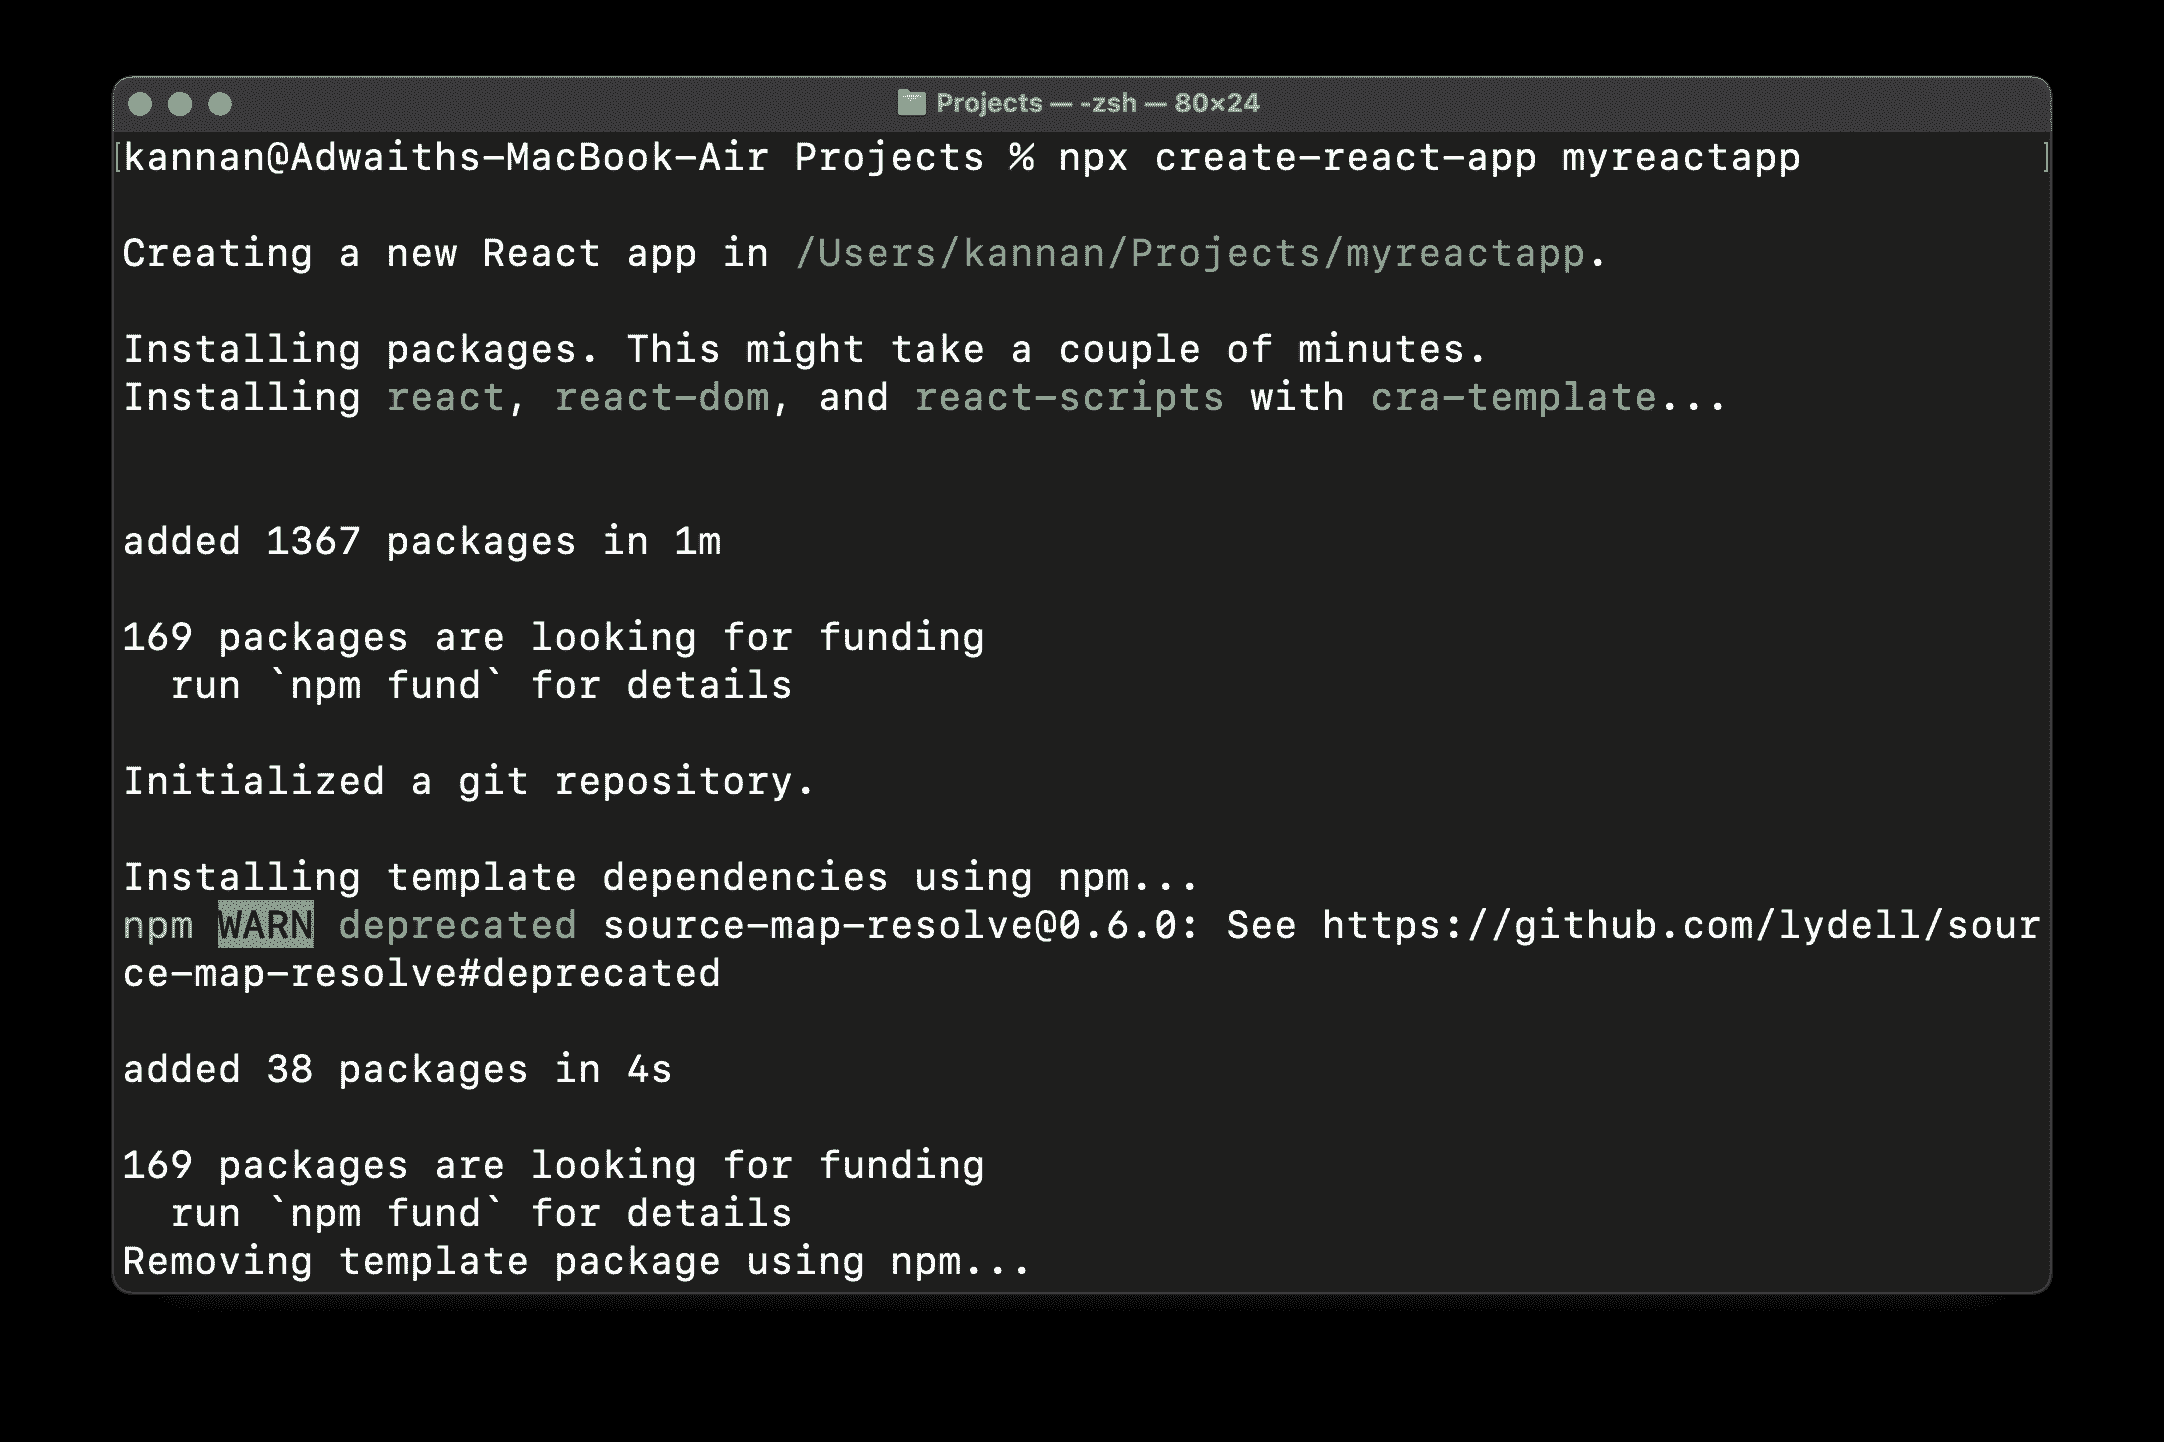 Projects — -zsh — 80×24
kannan@Adwaiths-MacBook-Air Projects % npx create-react-app myreactapp
Creating a new React app in /Users/kannan/Projects/myreactapp.
Installing packages. This might take a couple of minutes.
Installing react, react-dom, and react-scripts with cra-template...
added 1367 packages in 1m
169 packages are looking for funding
  run `npm fund` for details
Initialized a git repository.
Installing template dependencies using npm...
npm WARN deprecated source-map-resolve@0.6.0: See https://github.com/lydell/sour
ce-map-resolve#deprecated
added 38 packages in 4s
169 packages are looking for funding
  run `npm fund` for details
Removing template package using npm...